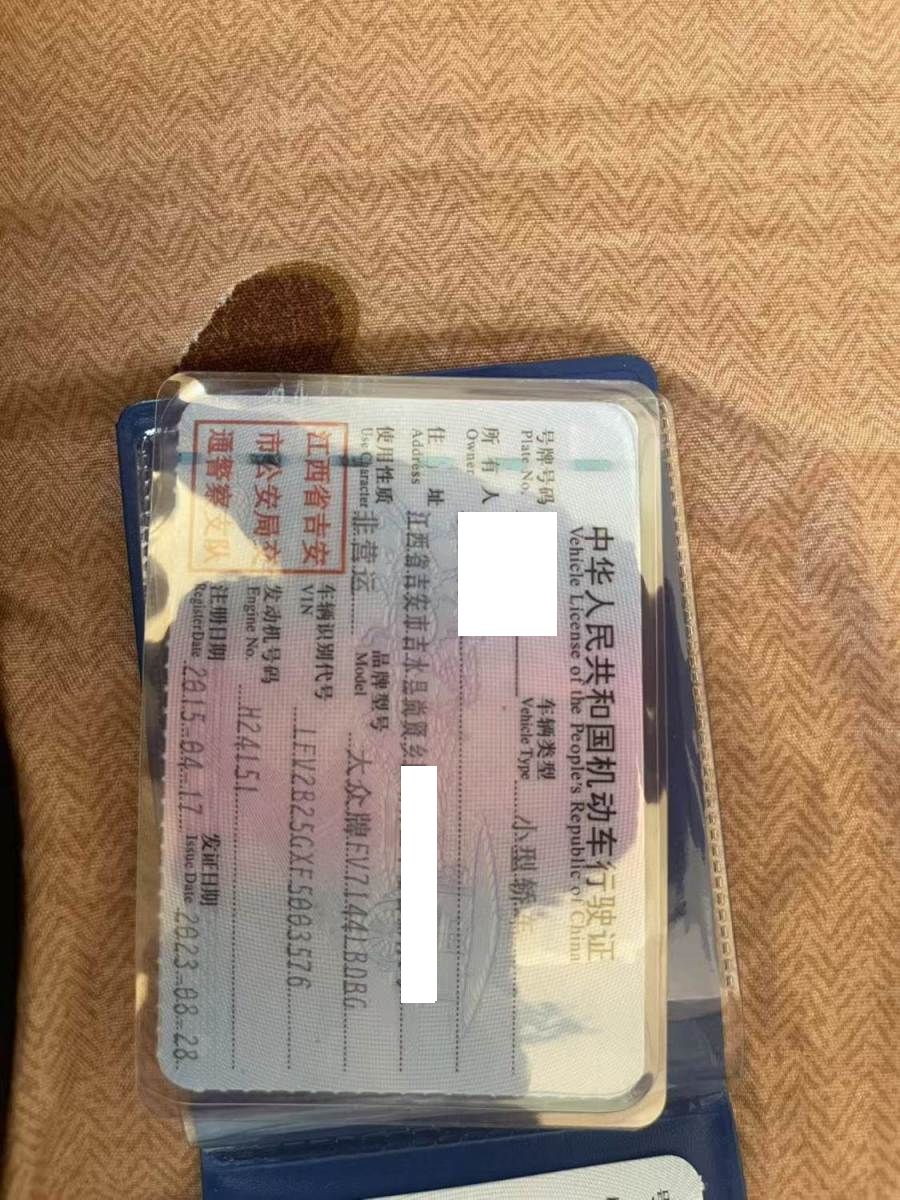 中华人民共和国机动车行驶证
Vehicle License of the People's Republic of China
号牌号码
Plate No.
车辆类型 小型轿车
Vehicle Type
所有人
Owner
住址 江西省吉安市吉水县尚贤乡
Address
使用性质 非营运 品牌型号 大众牌FV7144LBDBG
Use Character Model
车辆识别代号 LFV2B25GXF5003576
VIN
发动机号码 H24151
Engine No.
注册日期 2015-04-17 发证日期 2023-08-28
Register Date Issue Date
江西省吉安
市公安局交
通警察支队